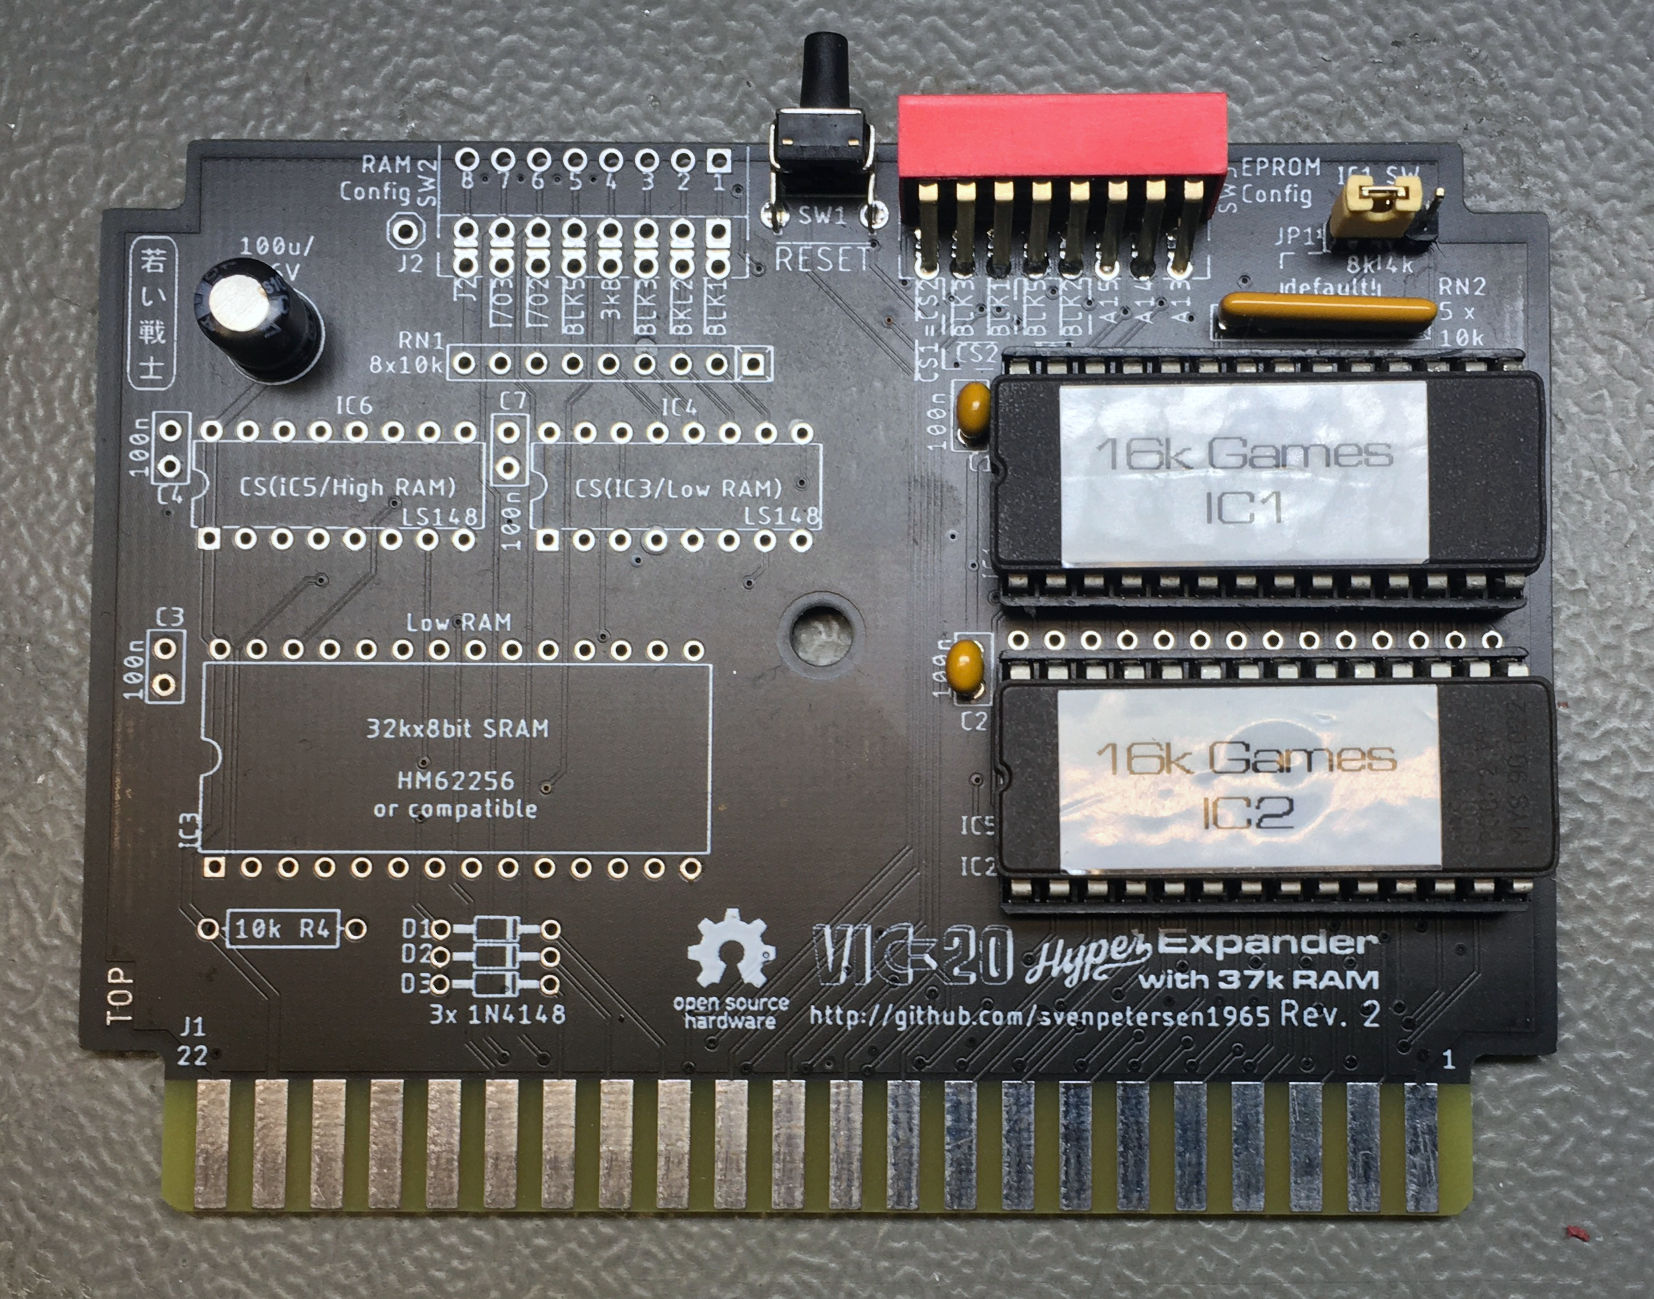 RAM
Config
SW2
8 7 6 5 4 3 2 1
J2
J2
I/O3
I/O2
BLK5
3k8
BLK3
BKL2
BLK1
SW1
RESET
EPROM
Config
IC1 SW
JP1
8k 4k
default
RN2
5 x
10k
CS1=CS2
BLK3
BLK1
BLK5
BLK2
A15
A14
A13
CS2
若い戦士
100u/
RN1
8x10k
IC6
C7
IC4
100n
C4
CS(IC5/High RAM)
LS148
100n
CS(IC3/Low RAM)
LS148
100n
16k Games
IC1
C3
100n
Low RAM
32kx8bit SRAM
HM62256
or compatible
IC3
100n
C2
16k Games
IC2
IC5
IC2
10k R4
D1
D2
D3
3x 1N4148
open source
hardware
VIC=20 Hyper Expander
with 37k RAM
http://github.com/svenpetersen1965 Rev. 2
TOP
J1
22
1